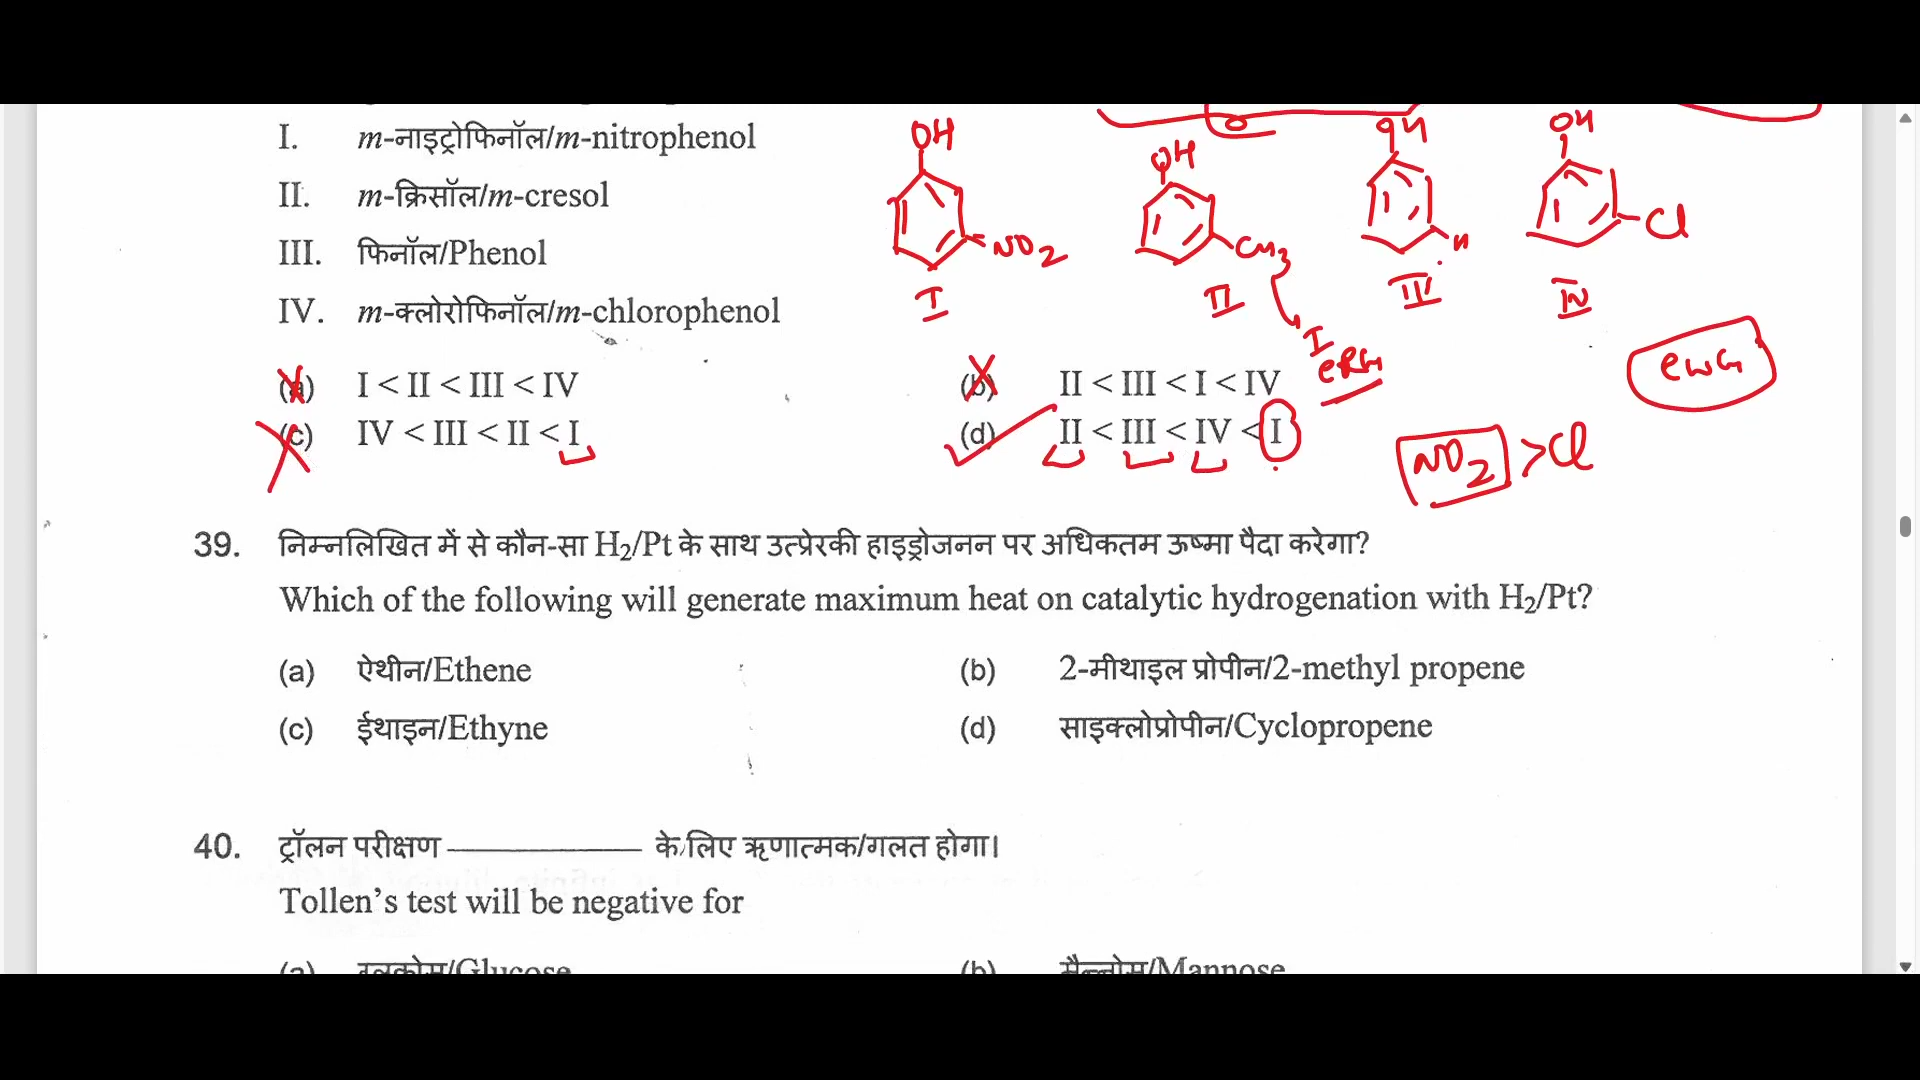 I. m-नाइट्रोफिनॉल/m-nitrophenol
II. m-क्रिसॉल/m-cresol
III. फिनॉल/Phenol
IV. m-क्लोरोफिनॉल/m-chlorophenol
OH
NO2
I
OH
CH3
II
OH
H
III
OH
Cl
IV
I
ERG
EWG
(a) I < II < III < IV
(b) II < III < I < IV
(c) IV < III < II < I
(d) II < III < IV < I
NO2 > Cl
39. निम्नलिखित में से कौन-सा H2/Pt के साथ उत्प्रेरकी हाइड्रोजनन पर अधिकतम ऊष्मा पैदा करेगा?
Which of the following will generate maximum heat on catalytic hydrogenation with H2/Pt?
(a) ऐथीन/Ethene
(b) 2-मीथाइल प्रोपीन/2-methyl propene
(c) ईथाइन/Ethyne
(d) साइक्लोप्रोपीन/Cyclopropene
40. ट्रॉलन परीक्षण __________ के लिए ऋणात्मक/गलत होगा।
Tollen's test will be negative for
(a) ग्लूकोस/Glucose
(b) मैन्नोस/Mannose